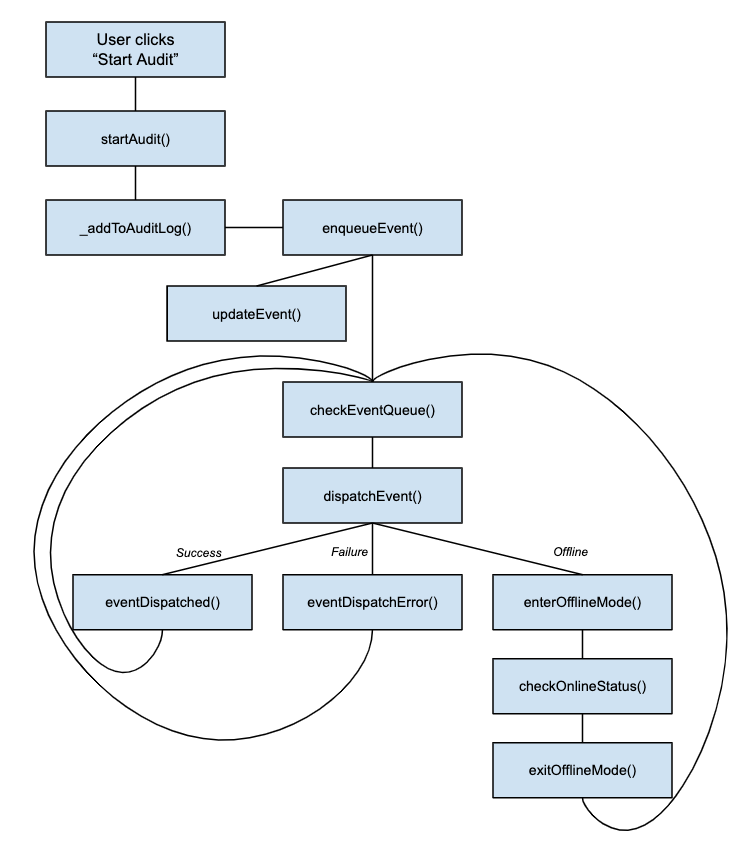 User clicks
“Start Audit”
startAudit()
_addToAuditLog()
enqueueEvent()
updateEvent()
checkEventQueue()
dispatchEvent()
Success
Failure
Offline
eventDispatched()
eventDispatchError()
enterOfflineMode()
checkOnlineStatus()
exitOfflineMode()